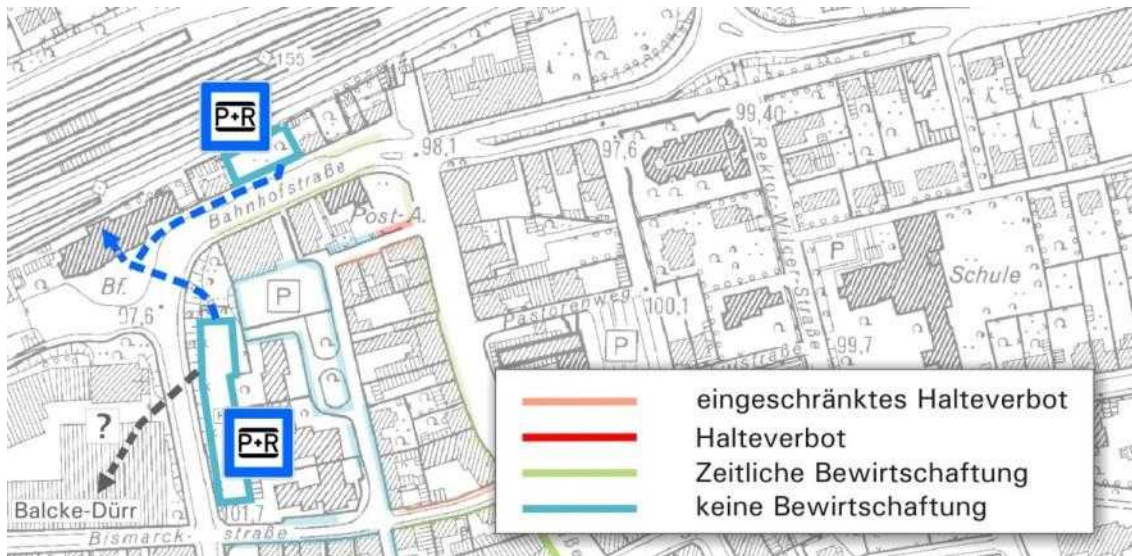 155
P+R
98,1
97,6
99,40
Bahnhofstraße
Post-A.
Rektor-Wilker-Straße
P
Schule
Bf.
P
97,6
Pastorenweg
100,1
P
99,7
?
P+R
Balcke-Dürr
101,7
Bismarck-straße
eingeschränktes Halteverbot
Halteverbot
Zeitliche Bewirtschaftung
keine Bewirtschaftung